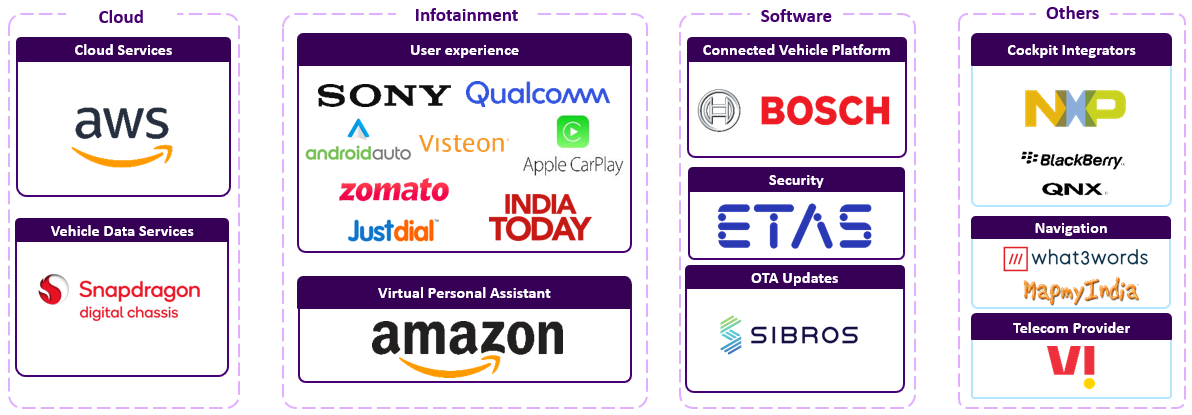 Cloud
Cloud Services
aws
Vehicle Data Services
Snapdragon
digital chassis
Infotainment
User experience
SONY
Qualcomm
androidauto
Visteon
Apple CarPlay
zomato
Justdial™
INDIA
TODAY
Virtual Personal Assistant
amazon
Software
Connected Vehicle Platform
BOSCH
Security
ETAS
OTA Updates
SIBROS
Others
Cockpit Integrators
NXP
BlackBerry
QNX
Navigation
what3words
MapmyIndia
Telecom Provider
V!